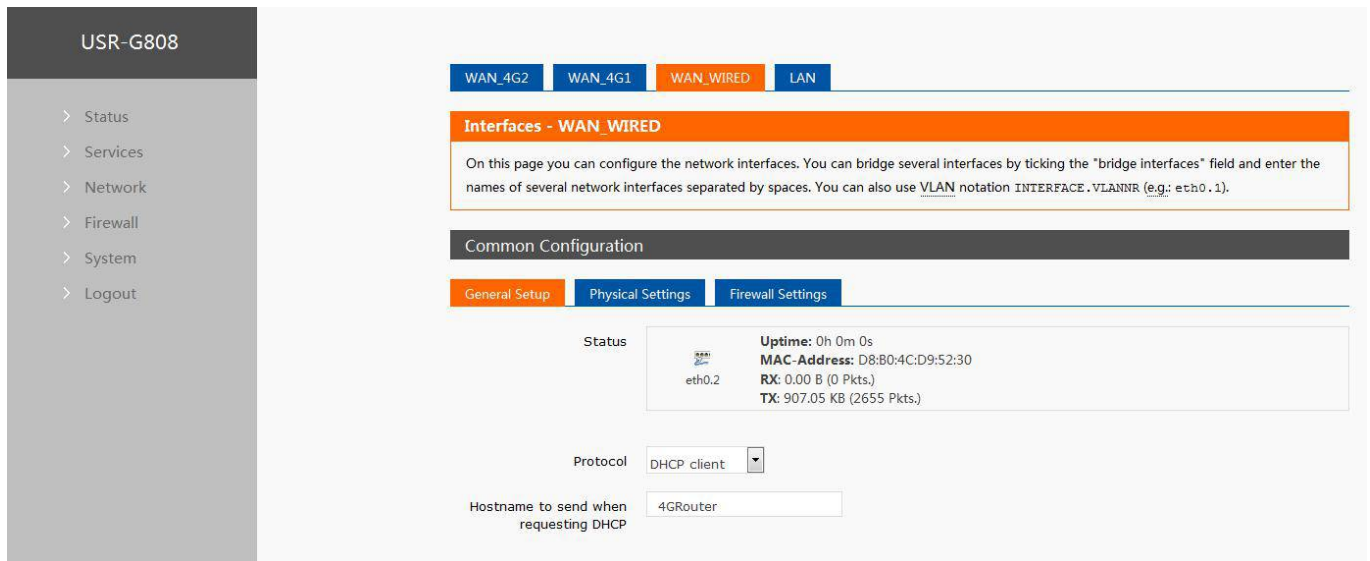 USR-G808
Status
Services
Network
Firewall
System
Logout
WAN_4G2 WAN_4G1 WAN_WIRED LAN
Interfaces - WAN_WIRED
On this page you can configure the network interfaces. You can bridge several interfaces by ticking the "bridge interfaces" field and enter the
names of several network interfaces separated by spaces. You can also use VLAN notation INTERFACE.VLANNR (e.g.: eth0.1).
Common Configuration
General Setup Physical Settings Firewall Settings
Status
eth0.2
Uptime: 0h 0m 0s
MAC-Address: D8:B0:4C:D9:52:30
RX: 0.00 B (0 Pkts.)
TX: 907.05 KB (2655 Pkts.)
Protocol DHCP client
Hostname to send when
requesting DHCP
4GRouter